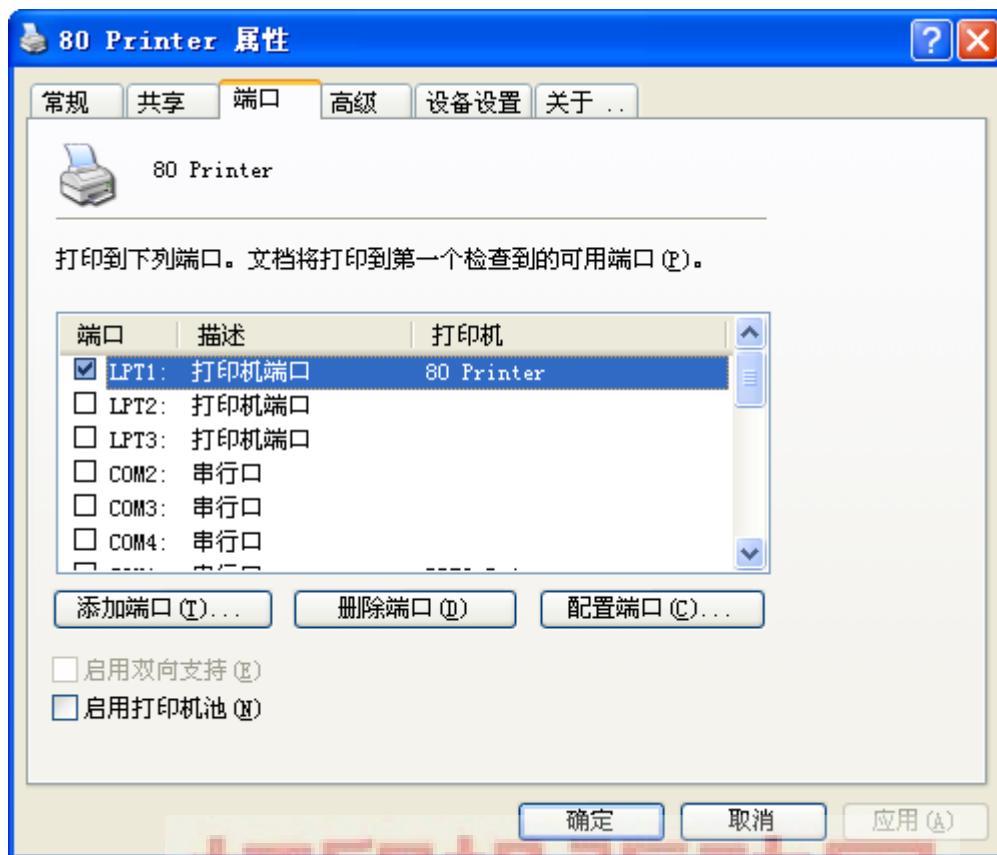 80 Printer 属性
常规 共享 端口 高级 设备设置 关于 ..
80 Printer
打印到下列端口。文档将打印到第一个检查到的可用端口(P)。
端口 描述 打印机
LPT1: 打印机端口 80 Printer
LPT2: 打印机端口
LPT3: 打印机端口
COM2: 串行口
COM3: 串行口
COM4: 串行口
添加端口(T)... 删除端口(D) 配置端口(C)...
启用双向支持(E)
启用打印机池(N)
确定 取消 应用(A)